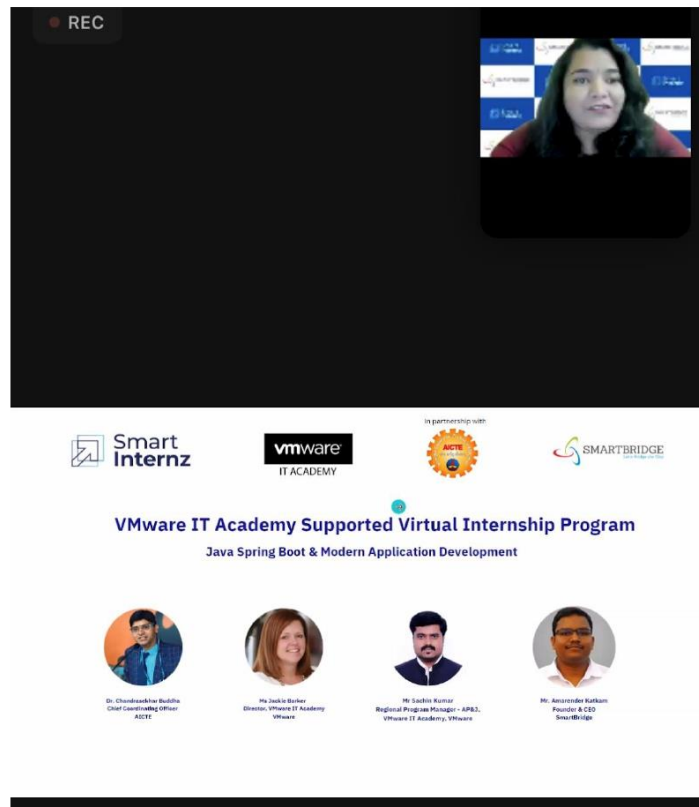 REC
Smart
Internz
vmware
IT ACADEMY
In partnership with
AICTE
SMARTBRIDGE
VMware IT Academy Supported Virtual Internship Program
Java Spring Boot & Modern Application Development
Dr. Chandrasekhar Buddha
Chief Coordinating Officer
AICTE
Ms Jackie Barker
Director, VMware IT Academy
VMware
Mr Sachin Kumar
Regional Program Manager - APBJ,
VMware IT Academy, VMware
Mr. Amarender Katkam
Founder & CEO
SmartBridge